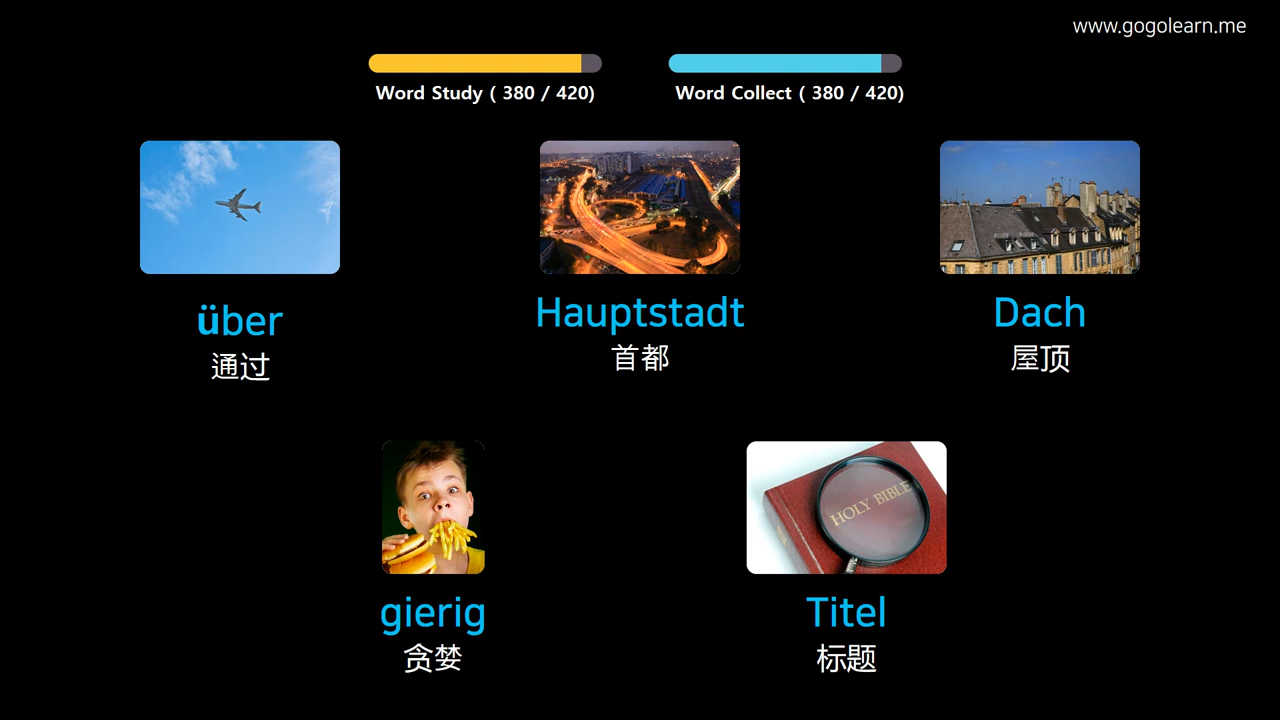 www.gogolearn.me
Word Study ( 380 / 420)
Word Collect ( 380 / 420)
über
通过
Hauptstadt
首都
Dach
屋顶
HOLY BIBLE
gierig
贪婪
Titel
标题